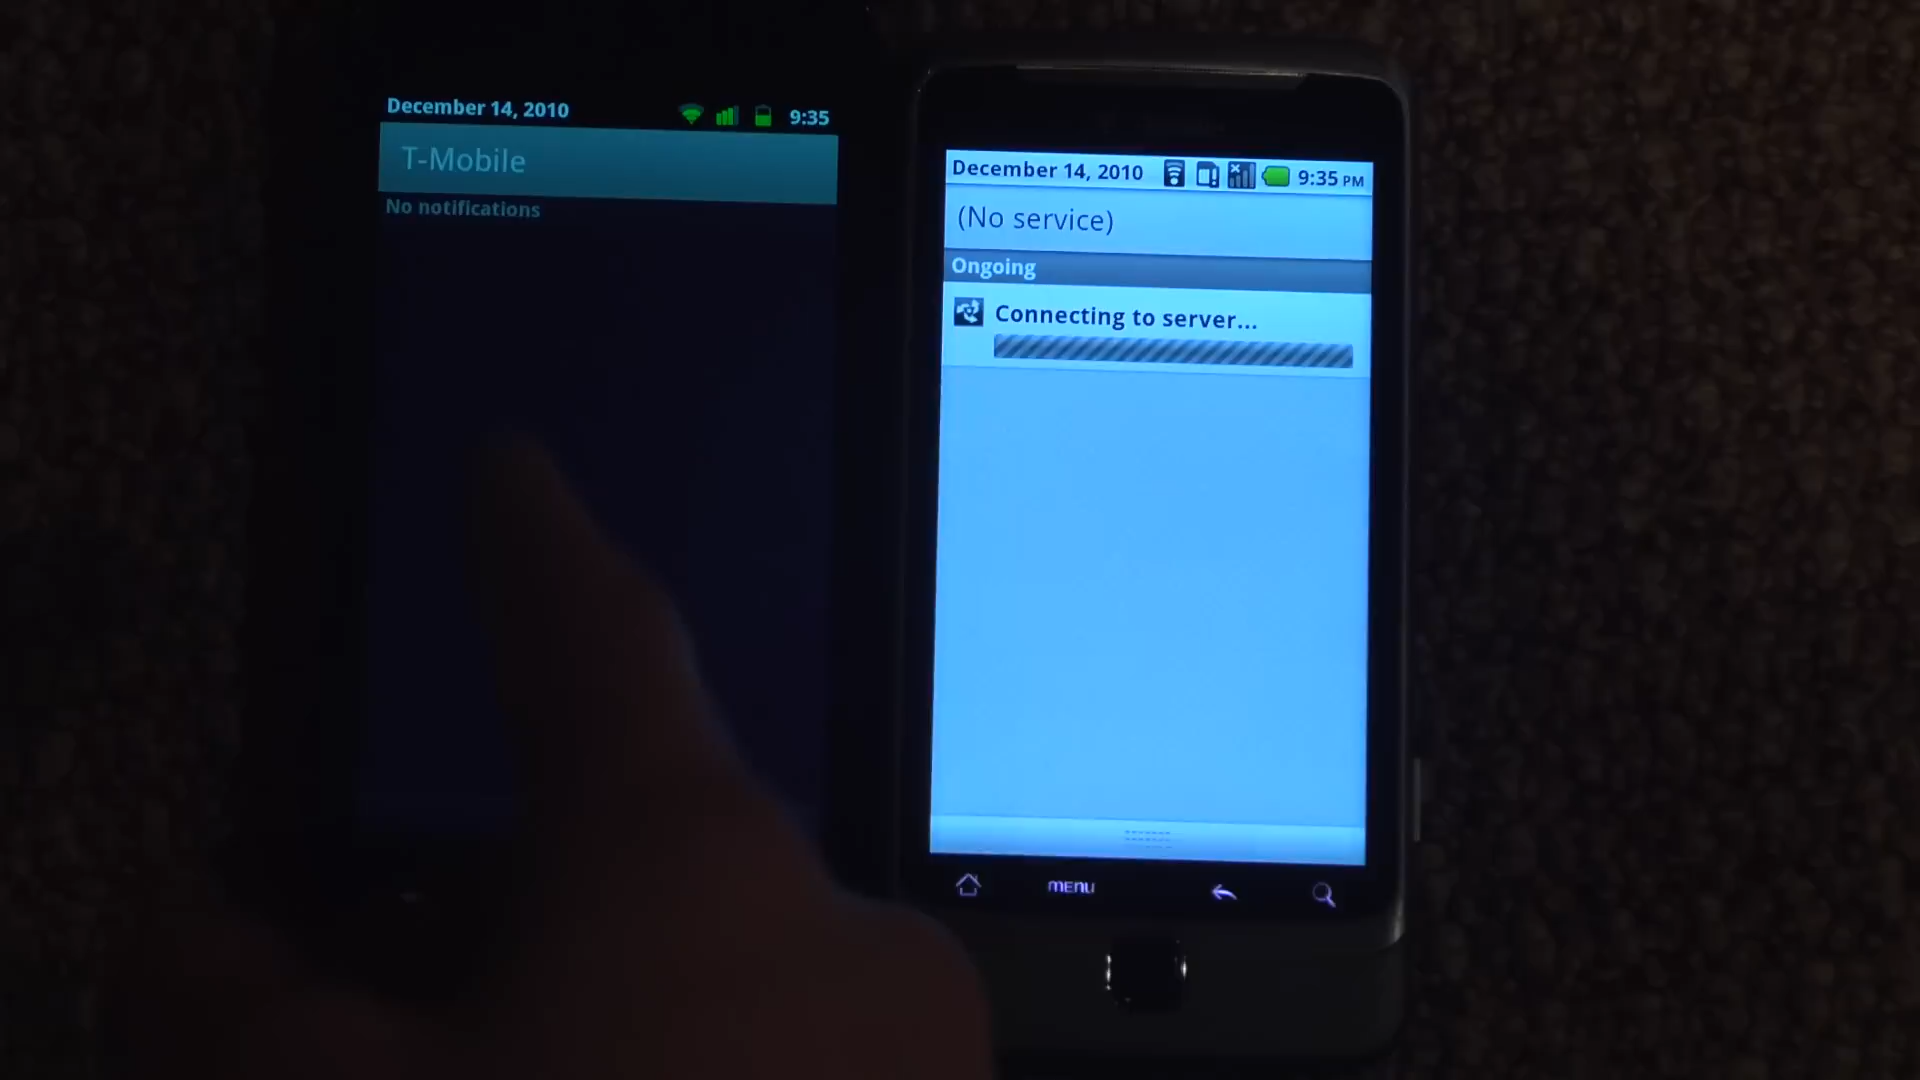 December 14, 2010 9:35
T-Mobile
No notifications
December 14, 2010 9:35 PM
(No service)
Ongoing
Connecting to server...
MENU